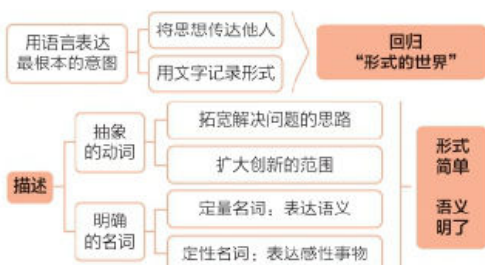 用语言表达
最根本的意图
将思想传达他人
用文字记录形式
回归
“形式的世界”
描述
抽象
的动词
拓宽解决问题的思路
扩大创新的范围
明确
的名词
定量名词：表达语义
定性名词：表达感性事物
形式
简单
语义
明了